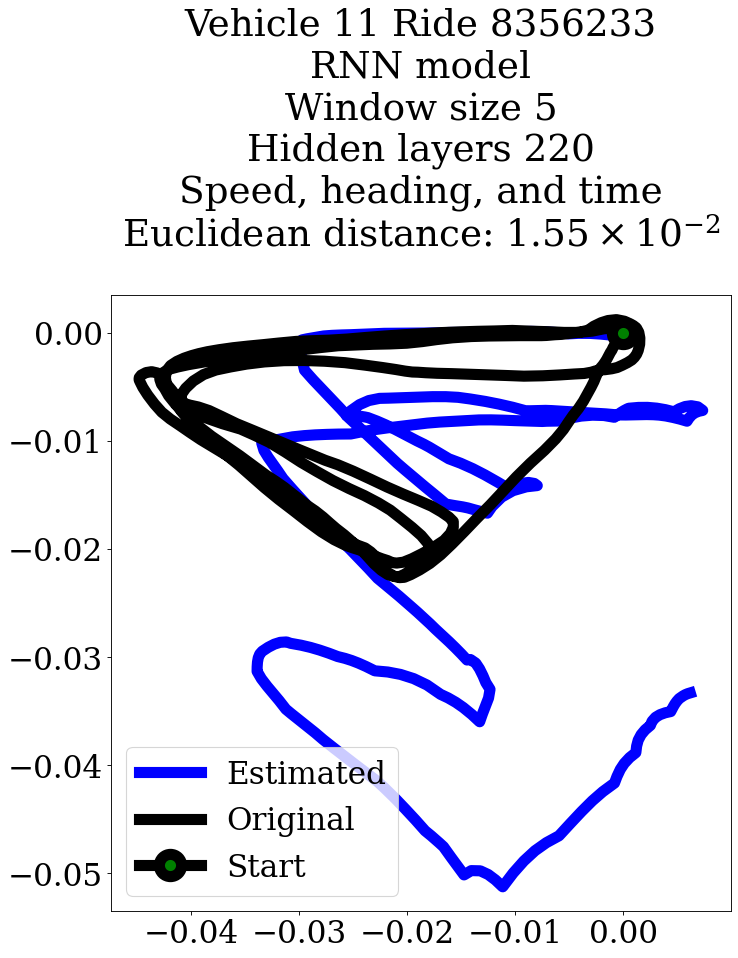 Vehicle 11 Ride 8356233
RNN model
Window size 5
Hidden layers 220
Speed, heading, and time
Euclidean distance: 1.55 × 10⁻²
0.00
−0.01
−0.02
−0.03
−0.04
−0.05
Estimated
Original
Start
−0.04 −0.03 −0.02 −0.01 0.00